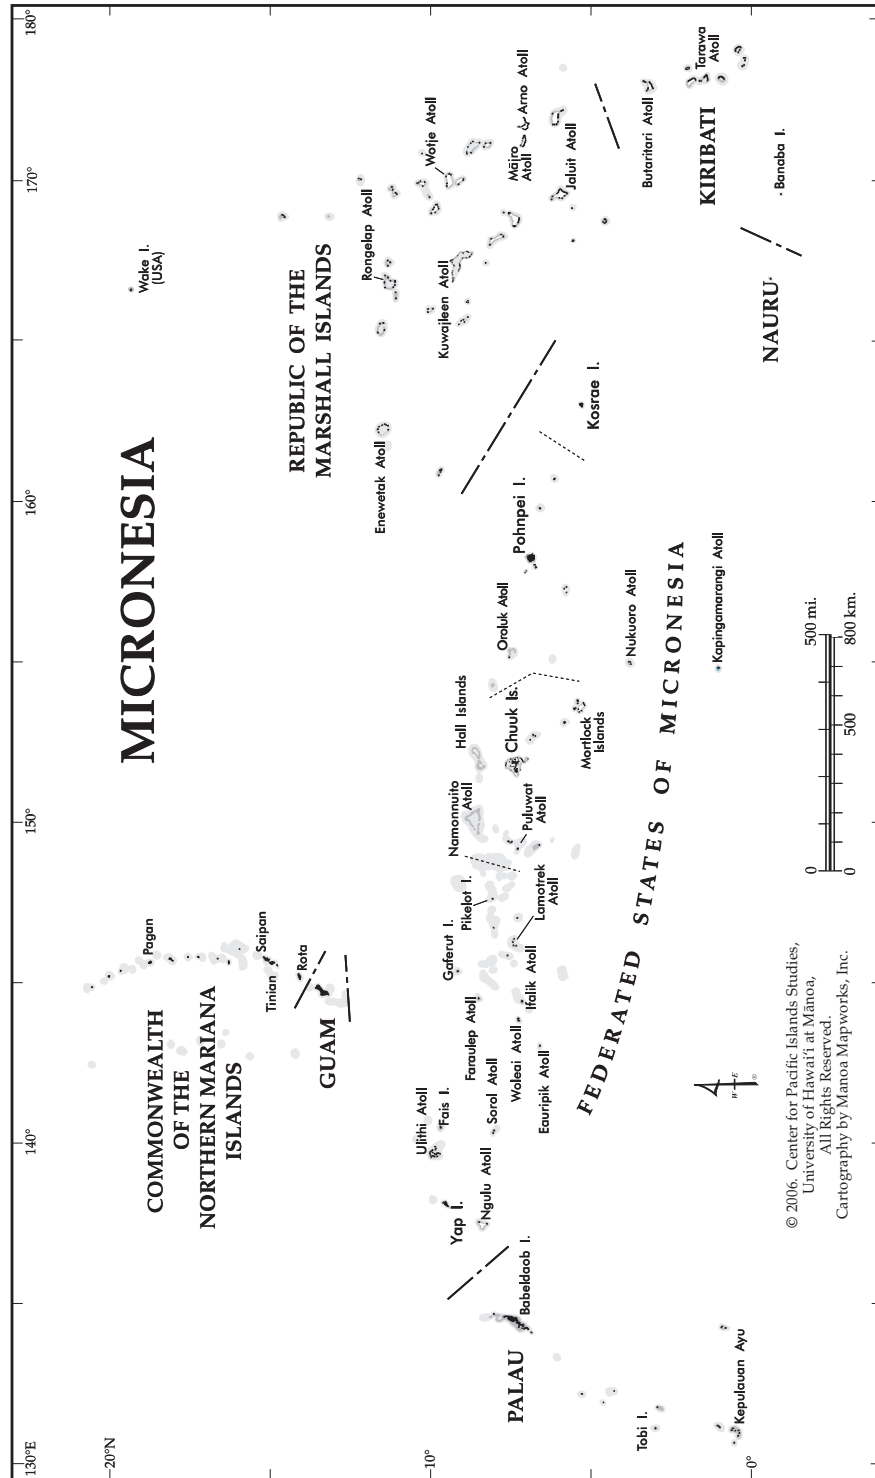 MICRONESIA
130°E
140°
150°
160°
170°
180°
20°N
10°
0°
Wake I.
(USA)
REPUBLIC OF THE
MARSHALL ISLANDS
Enewetak Atoll
Rongelap Atoll
Kuwajleen Atoll
Wotje Atoll
Mājro
Atoll
Arno Atoll
Jaluit Atoll
Butaritari Atoll
Tarawa
Atoll
KIRIBATI
Banaba I.
NAURU
COMMONWEALTH
OF THE
NORTHERN MARIANA
ISLANDS
Pagan
Saipan
Tinian
Rota
GUAM
Kosrae I.
Pohnpei I.
Oroluk Atoll
Nukuoro Atoll
Kapingamarangi Atoll
Hall Islands
Chuuk Is.
Mortlock
Islands
Namonnuito
Atoll
Puluwat
Atoll
Pikelot I.
Lamotrek
Atoll
Gaferut I.
Ifalik Atoll
Faraulep Atoll
Woleai Atoll
Eauripik Atoll
Sorol Atoll
Ulithi Atoll
Fais I.
Ngulu Atoll
Yap I.
FEDERATED STATES OF MICRONESIA
Babeldaob I.
PALAU
Tobi I.
Kepulauan Ayu
0
500 mi.
0
500
800 km.
W
E
©
© 2006. Center for Pacific Islands Studies,
University of Hawai‘i at Mānoa,
All Rights Reserved.
Cartography by Manoa Mapworks, Inc.